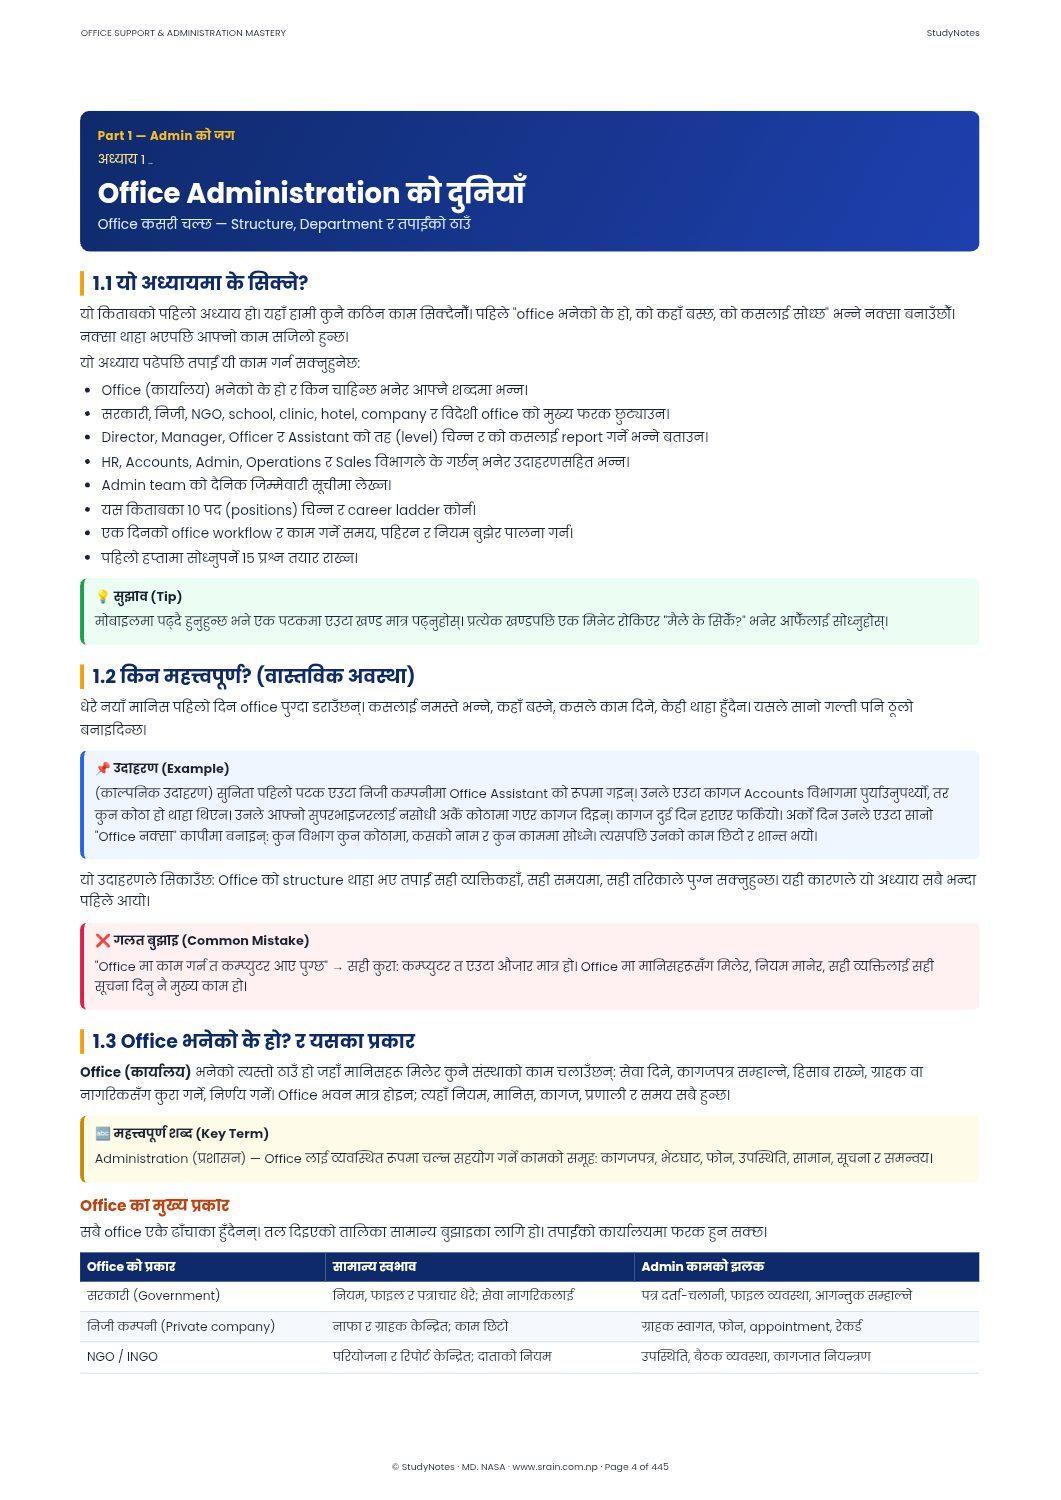 OFFICE SUPPORT & ADMINISTRATION MASTERY
StudyNotes
Part 1 — Admin को जग
अध्याय 1 ..
Office Administration को दुनियाँ
Office कसरी चल्छ — Structure, Department र तपाईंको ठाउँ
1.1 यो अध्यायमा के सिक्ने?
यो किताबको पहिलो अध्याय हो। यहाँ हामी कुनै कठिन काम सिक्दैनौँ। पहिले "office भनेको के हो, को कहाँ बस्छ, को कसलाई सोध्छ" भन्ने नक्सा बनाउँछौँ।
नक्सा थाहा भएपछि आफ्नो काम सजिलो हुन्छ।
यो अध्याय पढेपछि तपाईं यी काम गर्न सक्नुहुनेछ:
• Office (कार्यालय) भनेको के हो र किन चाहिन्छ भनेर आफ्नै शब्दमा भन्न।
• सरकारी, निजी, NGO, school, clinic, hotel, company र विदेशी office को मुख्य फरक छुट्याउन।
• Director, Manager, Officer र Assistant को तह (level) चिन्न र को कसलाई report गर्ने भन्ने बताउन।
• HR, Accounts, Admin, Operations र Sales विभागले के गर्छन् भनेर उदाहरणसहित भन्न।
• Admin team को दैनिक जिम्मेवारी सूचीमा लेख्न।
• यस किताबका 10 पद (positions) चिन्न र career ladder कोर्न।
• एक दिनको office workflow र काम गर्ने समय, पहिरन र नियम बुझेर पालना गर्न।
• पहिलो हप्तामा सोध्नुपर्ने 15 प्रश्न तयार राख्न।
💡 सुझाव (Tip)
मोबाइलमा पढ्दै हुनुहुन्छ भने एक पटकमा एउटा खण्ड मात्र पढ्नुहोस्। प्रत्येक खण्डपछि एक मिनेट रोकिएर "मैले के सिकेँ?" भनेर आफैँलाई सोध्नुहोस्।
1.2 किन महत्त्वपूर्ण? (वास्तविक अवस्था)
धेरै नयाँ मानिस पहिलो दिन office पुग्दा डराउँछन्। कसलाई नमस्ते भन्ने, कहाँ बस्ने, कसले काम दिने, केही थाहा हुँदैन। यसले सानो गल्ती पनि ठूलो
बनाइदिन्छ।
📌 उदाहरण (Example)
(काल्पनिक उदाहरण) सुनिता पहिलो पटक एउटा निजी कम्पनीमा Office Assistant को रूपमा गइन्। उनले एउटा कागज Accounts विभागमा पुर्याउनुपर्थ्यो, तर
कुन कोठा हो थाहा थिएन। उनले आफ्नो सुपरभाइजरलाई नसोधी अर्कै कोठामा गएर कागज दिइन्। कागज दुई दिन हराएर फर्कियो। अर्को दिन उनले एउटा सानो
"Office नक्सा" कापीमा बनाइन्: कुन विभाग कुन कोठामा, कसको नाम र कुन काममा सोध्ने। त्यसपछि उनको काम छिटो र शान्त भयो।
यो उदाहरणले सिकाउँछ: Office को structure थाहा भए तपाईं सही व्यक्तिकहाँ, सही समयमा, सही तरिकाले पुग्न सक्नुहुन्छ। यही कारणले यो अध्याय सबै भन्दा
पहिले आयो।
❌ गलत बुझाइ (Common Mistake)
"Office मा काम गर्न त कम्प्युटर आए पुग्छ" → सही कुरा: कम्प्युटर त एउटा औजार मात्र हो। Office मा मानिसहरूसँग मिलेर, नियम मानेर, सही व्यक्तिलाई सही
सूचना दिनु नै मुख्य काम हो।
1.3 Office भनेको के हो? र यसका प्रकार
Office (कार्यालय) भनेको त्यस्तो ठाउँ हो जहाँ मानिसहरू मिलेर कुनै संस्थाको काम चलाउँछन्: सेवा दिने, कागजपत्र सम्हाल्ने, हिसाब राख्ने, ग्राहक वा
नागरिकसँग कुरा गर्ने, निर्णय गर्ने। Office भवन मात्र होइन; त्यहाँ नियम, मानिस, कागज, प्रणाली र समय सबै हुन्छ।
🔤 महत्त्वपूर्ण शब्द (Key Term)
Administration (प्रशासन) — Office लाई व्यवस्थित रूपमा चल्न सहयोग गर्ने कामको समूह: कागजपत्र, भेटघाट, फोन, उपस्थिति, सामान, सूचना र समन्वय।
Office का मुख्य प्रकार
सबै office एकै ढाँचाका हुँदैनन्। तल दिइएको तालिका सामान्य बुझाइका लागि हो। तपाईंको कार्यालयमा फरक हुन सक्छ।
Office को प्रकार सामान्य स्वभाव Admin कामको झलक
सरकारी (Government) नियम, फाइल र पत्राचार धेरै; सेवा नागरिकलाई पत्र दर्ता-चलानी, फाइल व्यवस्था, आगन्तुक सम्हाल्ने
निजी कम्पनी (Private company) नाफा र ग्राहक केन्द्रित; काम छिटो ग्राहक स्वागत, फोन, appointment, रेकर्ड
NGO / INGO परियोजना र रिपोर्ट केन्द्रित; दाताको नियम उपस्थिति, बैठक व्यवस्था, कागजात नियन्त्रण
© StudyNotes · MD. NASA · www.srain.com.np · Page 4 of 445